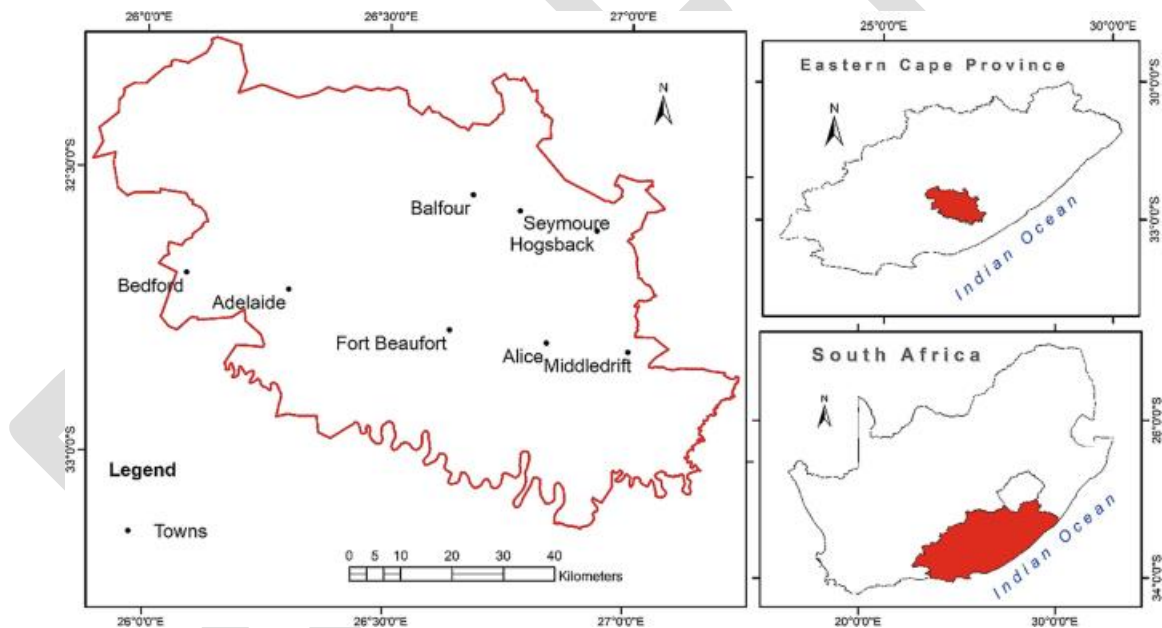 26°0'0"E
26°30'0"E
27°0'0"E
32°30'0"S
33°0'0"S
N
Balfour
Seymoure
Hogsback
Bedford
Adelaide
Fort Beaufort
Alice
Middledrift
Legend
Towns
0 5 10 20 30 40
Kilometers
26°0'0"E
26°30'0"E
27°0'0"E
25°0'0"E
30°0'0"E
Eastern Cape Province
N
30°0'0"S
33°0'0"S
Indian Ocean
South Africa
N
26°0'0"S
34°0'0"S
Indian Ocean
20°0'0"E
30°0'0"E